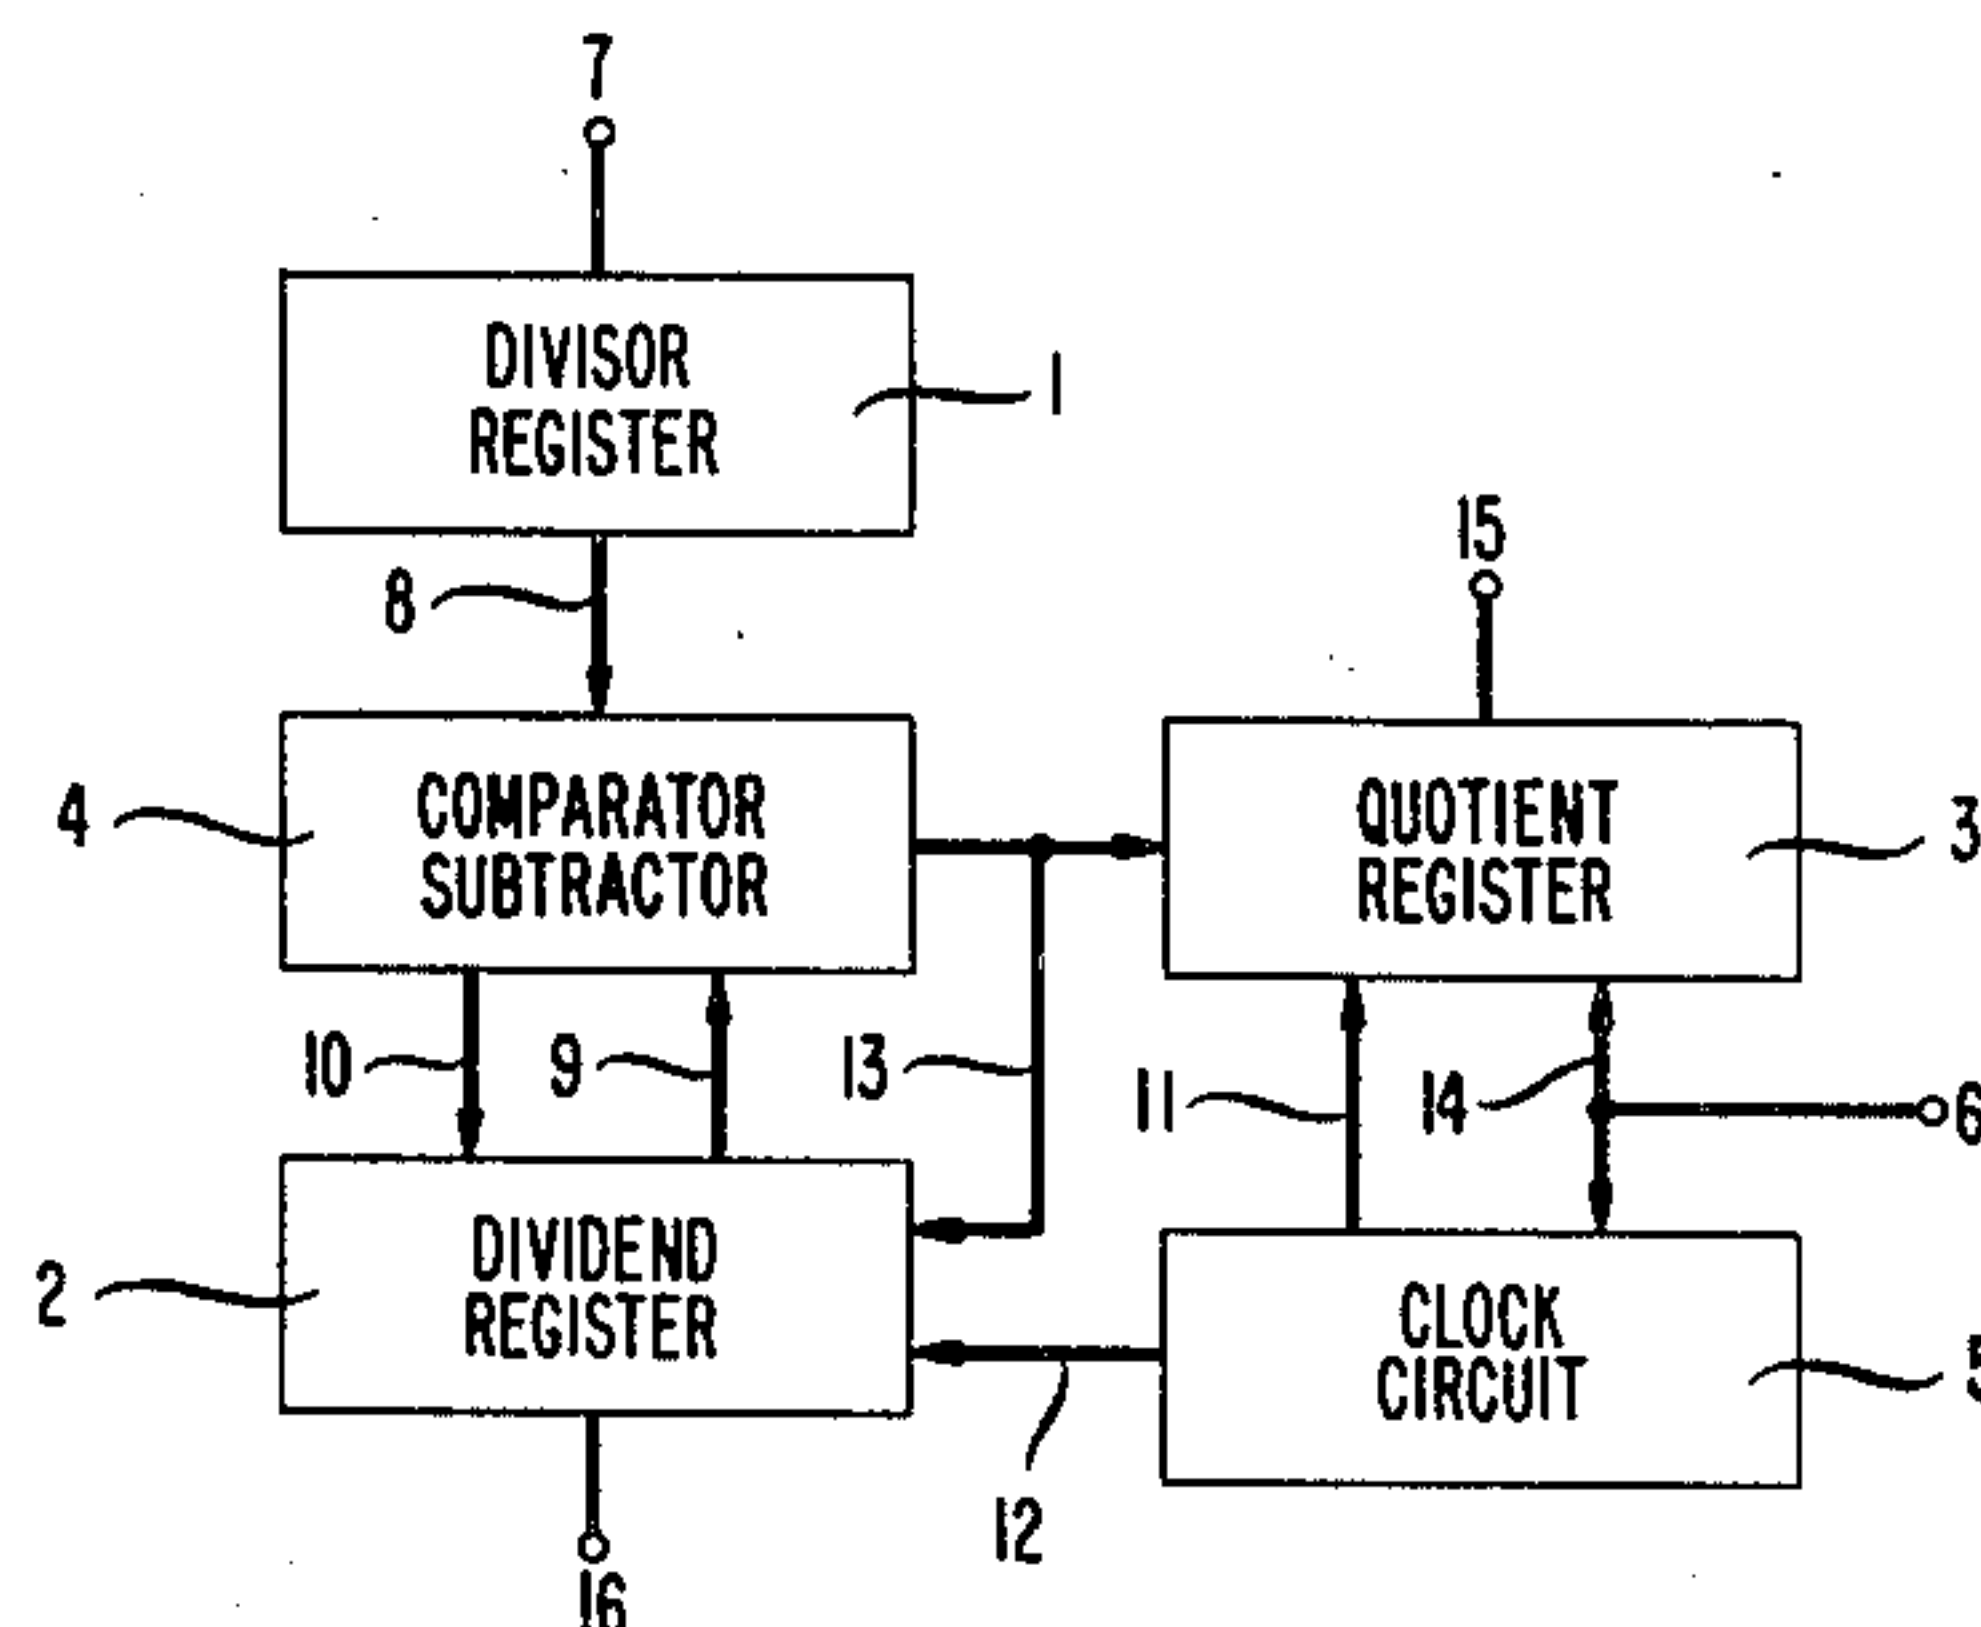 7
DIVISOR
REGISTER
1
15
8
4
COMPARATOR
SUBTRACTOR
QUOTIENT
REGISTER
3
10
9
13
11
14
6
2
DIVIDEND
REGISTER
CLOCK
CIRCUIT
5
12
16